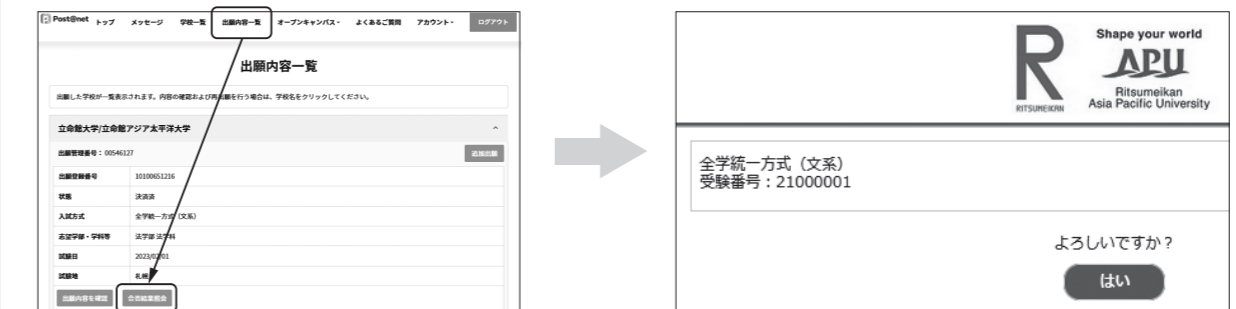 Post@net トップ メッセージ 学校一覧 出願内容一覧 オープンキャンパス・ よくあるご質問 アカウント・ ログアウト
出願内容一覧
出願した学校が一覧表示されます。内容の確認および再出願を行う場合は、学校名をクリックしてください。
立命館大学/立命館アジア太平洋大学
出願管理番号：00546127 追加出願
出願登録番号 10100651216
状態 決済済
入試方式 全学統一方式（文系）
志望学部・学科等 法学部 法学科
試験日 2023/02/01
試験地 札幌
出願内容を確認 合否結果照会
R
RITSUMEIKAN
Shape your world
APU
Ritsumeikan
Asia Pacific University
全学統一方式（文系）
受験番号：21000001
よろしいですか？
はい